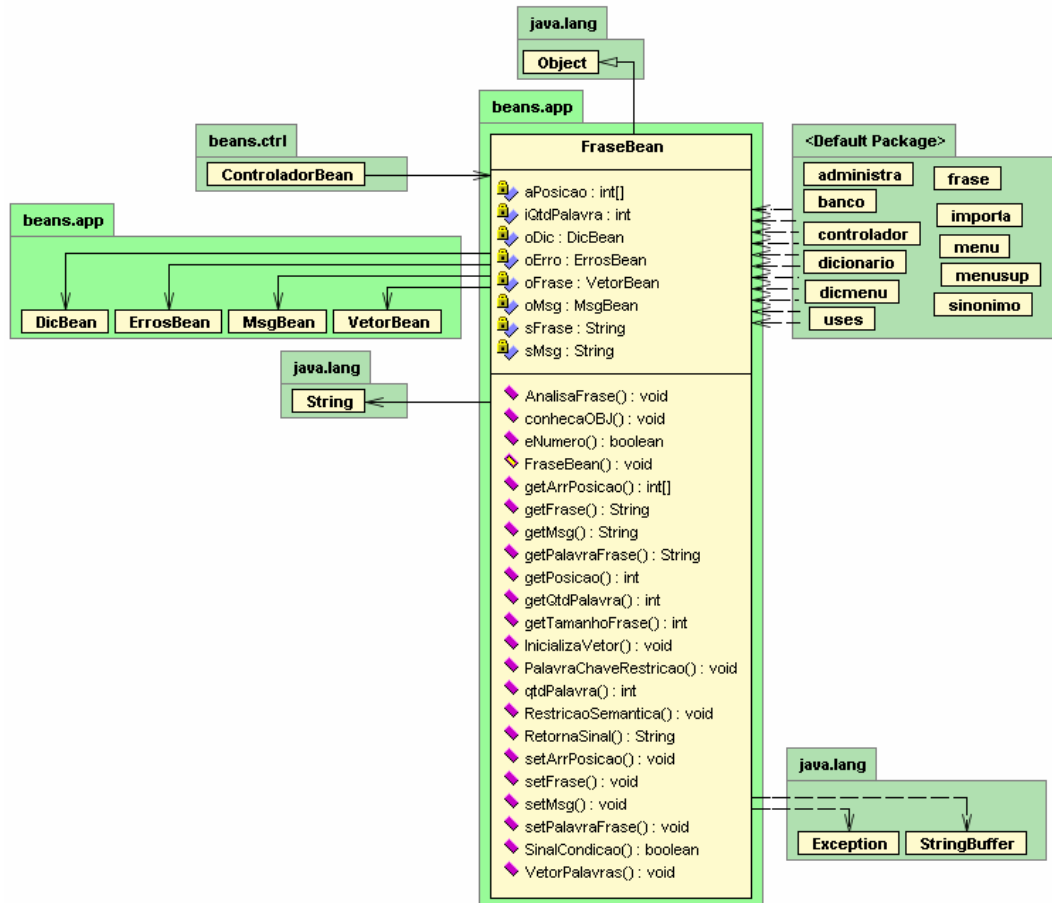 java.lang
Object
beans.app
FraseBean
aPosicao : int[]
iQtdPalavra : int
oDic : DicBean
oErro : ErrosBean
oFrase : VetorBean
oMsg : MsgBean
sFrase : String
sMsg : String
AnalisaFrase() : void
conhecaOBJ() : void
eNumero() : boolean
FraseBean() : void
getArrPosicao() : int[]
getFrase() : String
getMsg() : String
getPalavraFrase() : String
getPosicao() : int
getQtdPalavra() : int
getTamanhoFrase() : int
InicializaVetor() : void
PalavraChaveRestricao() : void
qtdPalavra() : int
RestricaoSemantica() : void
RetornaSinal() : String
setArrPosicao() : void
setFrase() : void
setMsg() : void
setPalavraFrase() : void
SinalCondicao() : boolean
VetorPalavras() : void
beans.ctrl
ControladorBean
beans.app
DicBean
ErrosBean
MsgBean
VetorBean
java.lang
String
<Default Package>
administra
frase
banco
importa
controlador
menu
dicionario
menusup
dicmenu
sinonimo
uses
java.lang
Exception
StringBuffer